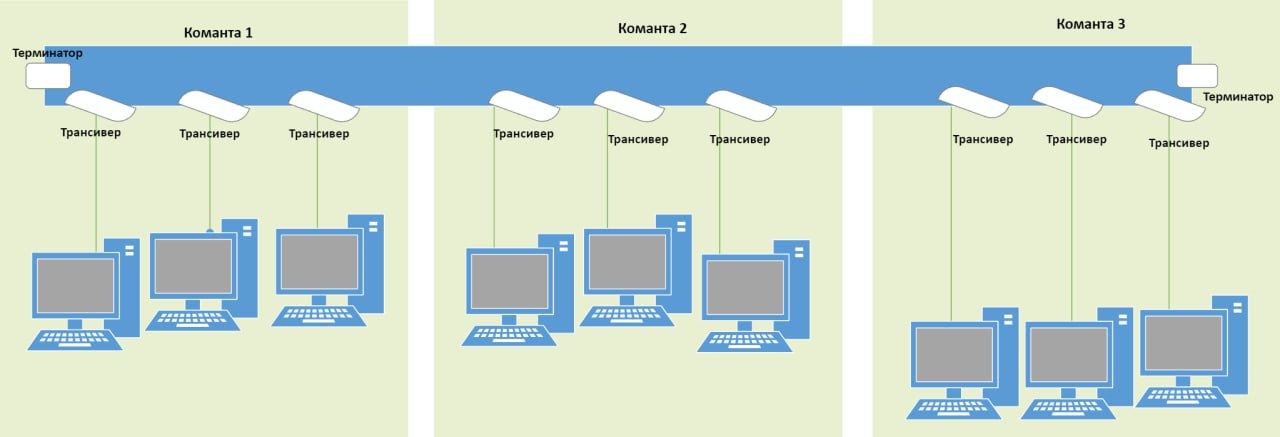 Команта 1
Команта 2
Команта 3
Терминатор
Терминатор
Трансивер
Трансивер
Трансивер
Трансивер
Трансивер
Трансивер
Трансивер
Трансивер
Трансивер